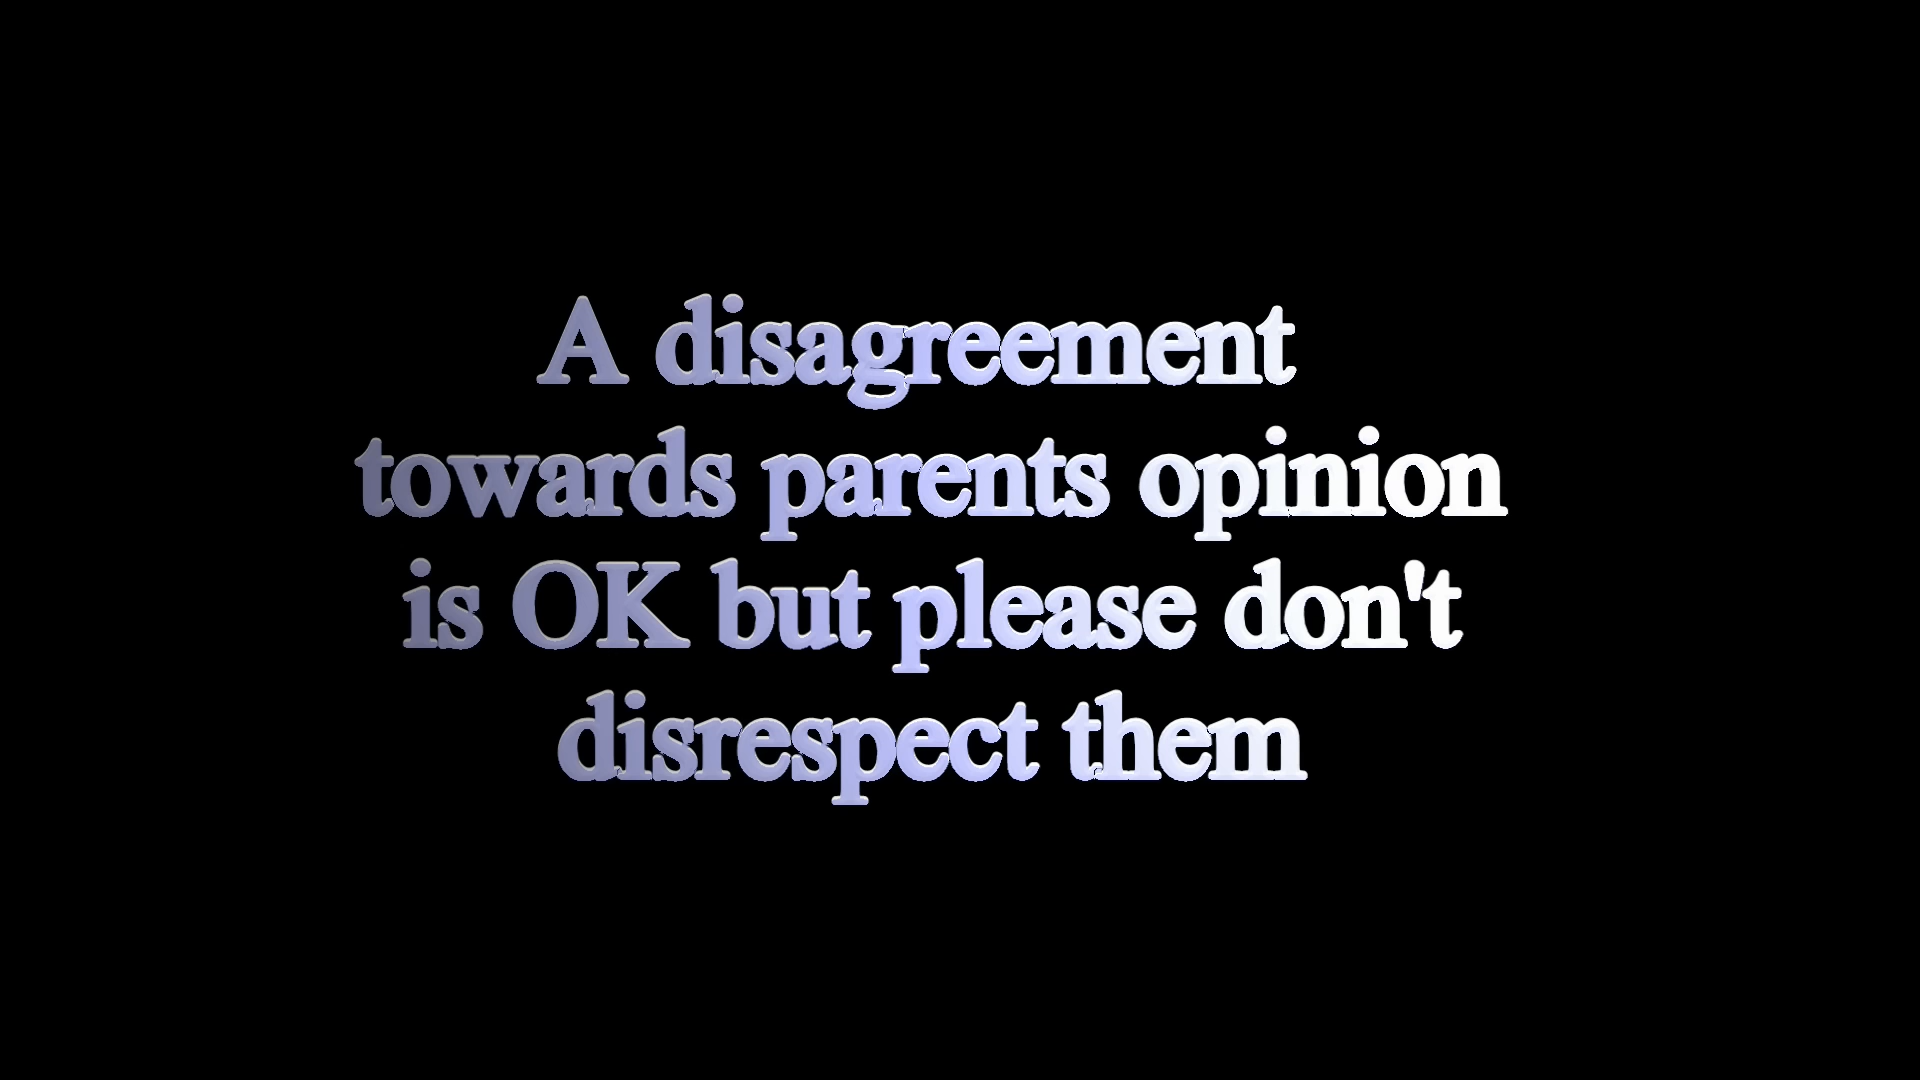 A disagreement
towards parents opinion
is OK but please don't
disrespect them